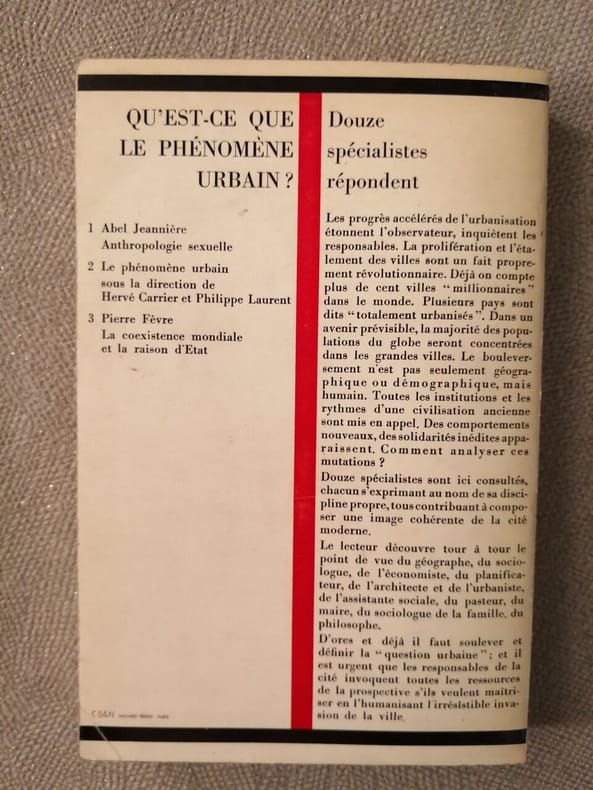 QU'EST-CE QUE
LE PHÉNOMÈNE
URBAIN ?
1 Abel Jeannière
Anthropologie sexuelle
2 Le phénomène urbain
sous la direction de
Hervé Carrier et Philippe Laurent
3 Pierre Fèvre
La coexistence mondiale
et la raison d'Etat
Douze
spécialistes
répondent
Les progrès accélérés de l'urbanisation
étonnent l'observateur, inquiètent les
responsables. La prolifération et l'éta-
lement des villes sont un fait propre-
ment révolutionnaire. Déjà on compte
plus de cent villes "millionnaires"
dans le monde. Plusieurs pays sont
dits "totalement urbanisés". Dans un
avenir prévisible, la majorité des popu-
lations du globe seront concentrées
dans les grandes villes. Le boulever-
sement n'est pas seulement géogra-
phique ou démographique, mais
humain. Toutes les institutions et les
rythmes d'une civilisation ancienne
sont mis en appel. Des comportements
nouveaux, des solidarités inédites appa-
raissent. Comment analyser ces
mutations ?
Douze spécialistes sont ici consultés,
chacun s'exprimant au nom de sa disci-
pline propre, tous contribuant à compo-
ser une image cohérente de la cité
moderne.
Le lecteur découvre tour à tour le
point de vue du géographe, du socio-
logue, de l'économiste, du planifica-
teur, de l'architecte et de l'urbaniste,
de l'assistante sociale, du pasteur, du
maire, du sociologue de la famille, du
philosophe.
D'ores et déjà il faut soulever et
définir la "question urbaine"; et il
est urgent que les responsables de la
cité invoquent toutes les ressources
de la prospective s'ils veulent maîtri-
ser en l'humanisant l'irrésistible inva-
sion de la ville.